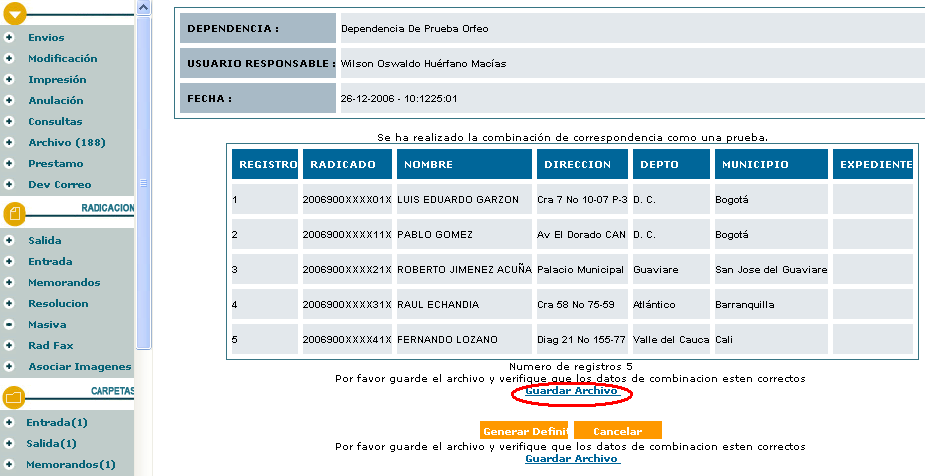 Envios
Modificación
Impresión
Anulación
Consultas
Archivo (188)
Prestamo
Dev Correo
RADICACION
Salida
Entrada
Memorandos
Resolucion
Masiva
Rad Fax
Asociar Imagenes
CARPETAS
Entrada(1)
Salida(1)
Memorandos(1)
DEPENDENCIA : Dependencia De Prueba Orfeo
USUARIO RESPONSABLE : Wilson Oswaldo Huérfano Macías
FECHA : 26-12-2006 - 10:1225:01
Se ha realizado la combinación de correspondencia como una prueba.
REGISTRO RADICADO NOMBRE DIRECCION DEPTO MUNICIPIO EXPEDIENTE
1 2006900XXXX01X LUIS EDUARDO GARZON Cra 7 No 10-07 P-3 D. C. Bogotá
2 2006900XXXX11X PABLO GOMEZ Av El Dorado CAN D. C. Bogotá
3 2006900XXXX21X ROBERTO JIMENEZ ACUÑA Palacio Municipal Guaviare San Jose del Guaviare
4 2006900XXXX31X RAUL ECHANDIA Cra 58 No 75-59 Atlántico Barranquilla
5 2006900XXXX41X FERNANDO LOZANO Diag 21 No 155-77 Valle del Cauca Cali
Numero de registros 5
Por favor guarde el archivo y verifique que los datos de combinacion esten correctos
Guardar Archivo
Generar Definit Cancelar
Por favor guarde el archivo y verifique que los datos de combinacion esten correctos
Guardar Archivo